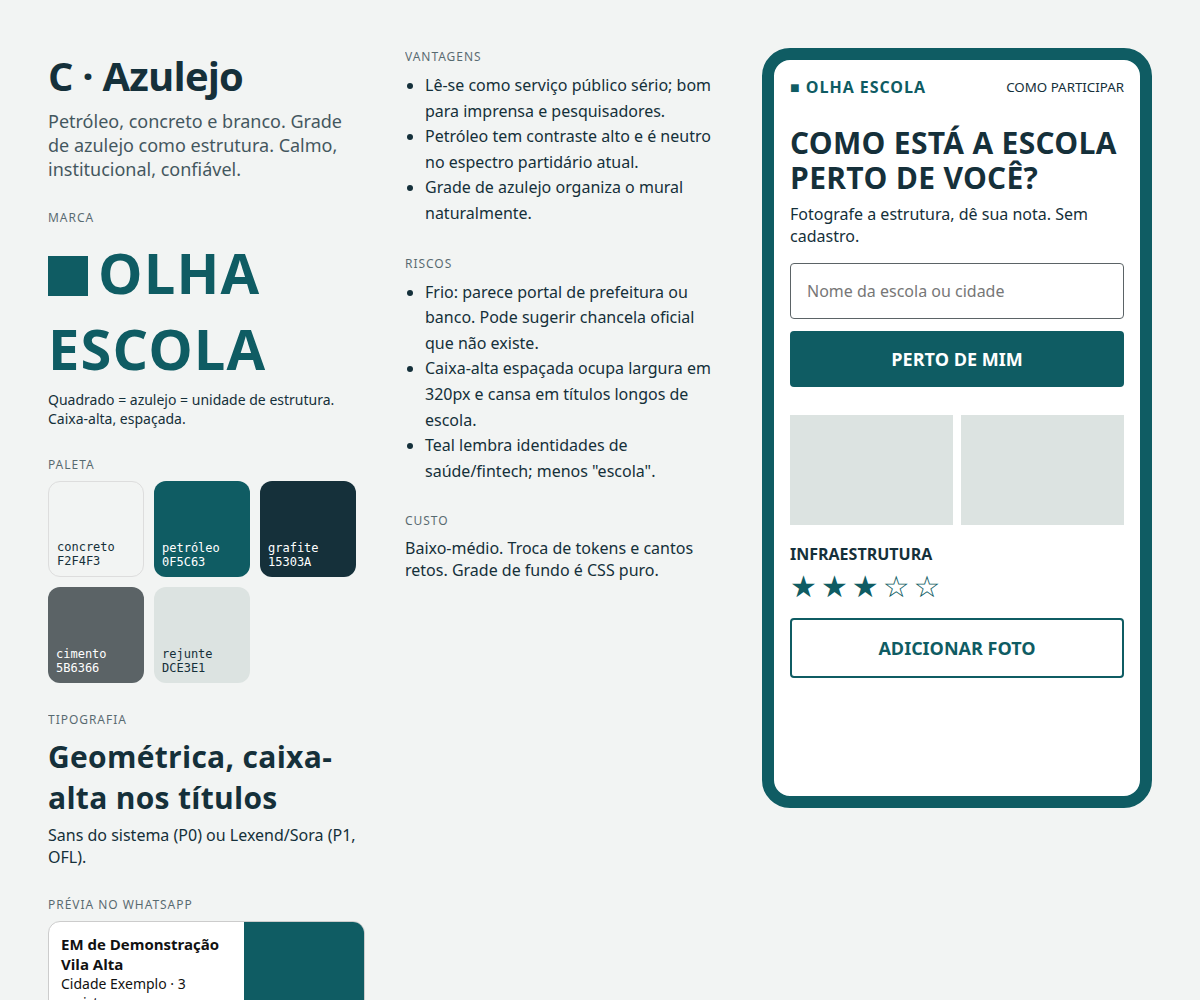 C · Azulejo
Petróleo, concreto e branco. Grade
de azulejo como estrutura. Calmo,
institucional, confiável.
MARCA
OLHA
ESCOLA
Quadrado = azulejo = unidade de estrutura.
Caixa-alta, espaçada.
PALETA
concreto
F2F4F3
petróleo
0F5C63
grafite
15303A
cimento
5B6366
rejunte
DCE3E1
TIPOGRAFIA
Geométrica, caixa-
alta nos títulos
Sans do sistema (P0) ou Lexend/Sora (P1,
OFL).
PRÉVIA NO WHATSAPP
EM de Demonstração
Vila Alta
Cidade Exemplo · 3
VANTAGENS
• Lê-se como serviço público sério; bom
para imprensa e pesquisadores.
• Petróleo tem contraste alto e é neutro
no espectro partidário atual.
• Grade de azulejo organiza o mural
naturalmente.
RISCOS
• Frio: parece portal de prefeitura ou
banco. Pode sugerir chancela oficial
que não existe.
• Caixa-alta espaçada ocupa largura em
320px e cansa em títulos longos de
escola.
• Teal lembra identidades de
saúde/fintech; menos "escola".
CUSTO
Baixo-médio. Troca de tokens e cantos
retos. Grade de fundo é CSS puro.
■ OLHA ESCOLA
COMO PARTICIPAR
COMO ESTÁ A ESCOLA
PERTO DE VOCÊ?
Fotografe a estrutura, dê sua nota. Sem
cadastro.
Nome da escola ou cidade
PERTO DE MIM
INFRAESTRUTURA
★★★☆☆
ADICIONAR FOTO